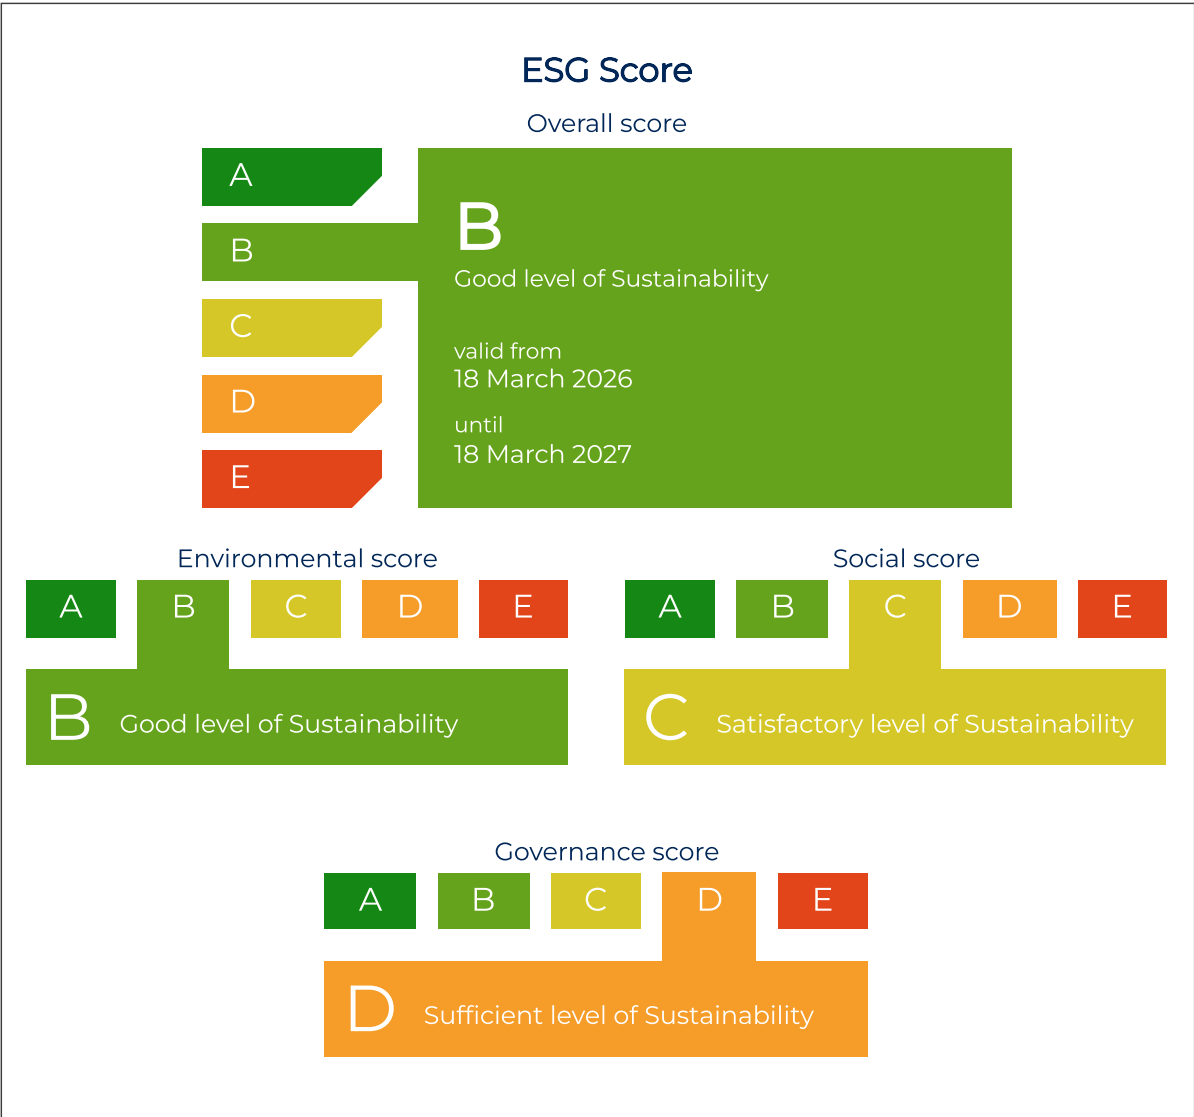 ESG Score
Overall score
A
B
C
D
E
B
Good level of Sustainability
valid from
18 March 2026
until
18 March 2027
Environmental score
A B C D E
B Good level of Sustainability
Social score
A B C D E
C Satisfactory level of Sustainability
Governance score
A B C D E
D Sufficient level of Sustainability